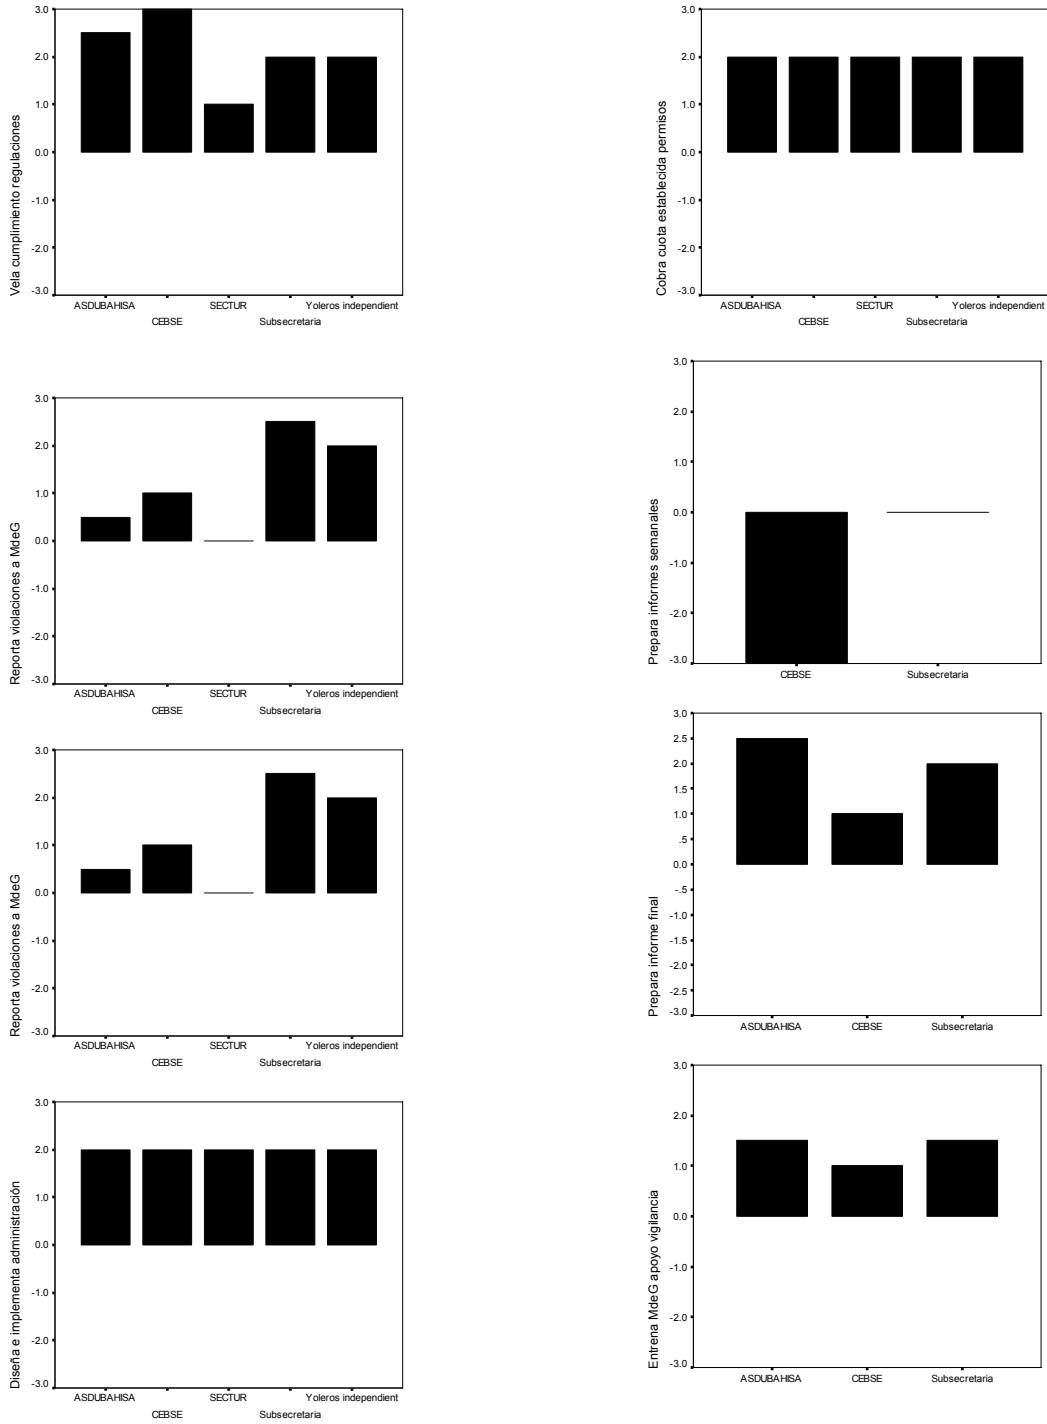 Vela cumplimiento regulaciones
3.0
2.0
1.0
0.0
-1.0
-2.0
-3.0
ASDUBAHISA SECTUR Yoleros independient
CEBSE Subsecretaria
Cobra cuota establecida permisos
3.0
2.0
1.0
0.0
-1.0
-2.0
-3.0
ASDUBAHISA SECTUR Yoleros independient
CEBSE Subsecretaria
Reporta violaciones a MdeG
3.0
2.0
1.0
0.0
-1.0
-2.0
-3.0
ASDUBAHISA SECTUR Yoleros independient
CEBSE Subsecretaria
Prepara informes semanales
3.0
2.0
1.0
0.0
-1.0
-2.0
-3.0
CEBSE Subsecretaria
Reporta violaciones a MdeG
3.0
2.0
1.0
0.0
-1.0
-2.0
-3.0
ASDUBAHISA SECTUR Yoleros independient
CEBSE Subsecretaria
Prepara informe final
3.0
2.5
2.0
1.5
1.0
.5
0.0
-.5
-1.0
-1.5
-2.0
-2.5
-3.0
ASDUBAHISA CEBSE Subsecretaria
Diseña e implementa administración
3.0
2.0
1.0
0.0
-1.0
-2.0
-3.0
ASDUBAHISA SECTUR Yoleros independient
CEBSE Subsecretaria
Entrena MdeG apoyo vigilancia
3.0
2.0
1.0
0.0
-1.0
-2.0
-3.0
ASDUBAHISA CEBSE Subsecretaria